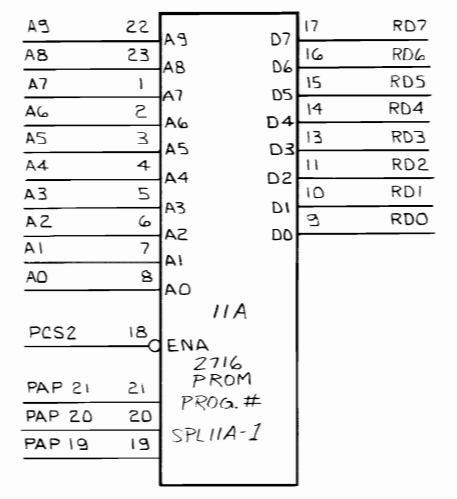 A9 22 A9 D7 17 RD7
A8 23 A8 D6 16 RD6
A7 1 A7 D5 15 RD5
A6 2 A6 D4 14 RD4
A5 3 A5 D3 13 RD3
A4 4 A4 D2 11 RD2
A3 5 A3 D1 10 RD1
A2 6 A2 D0 9 RD0
A1 7 A1
A0 8 A0
11A
PCS2 18 ENA
2716
PROM
PAP 21 21 PROG. #
PAP 20 20 SPL11A-1
PAP 19 19